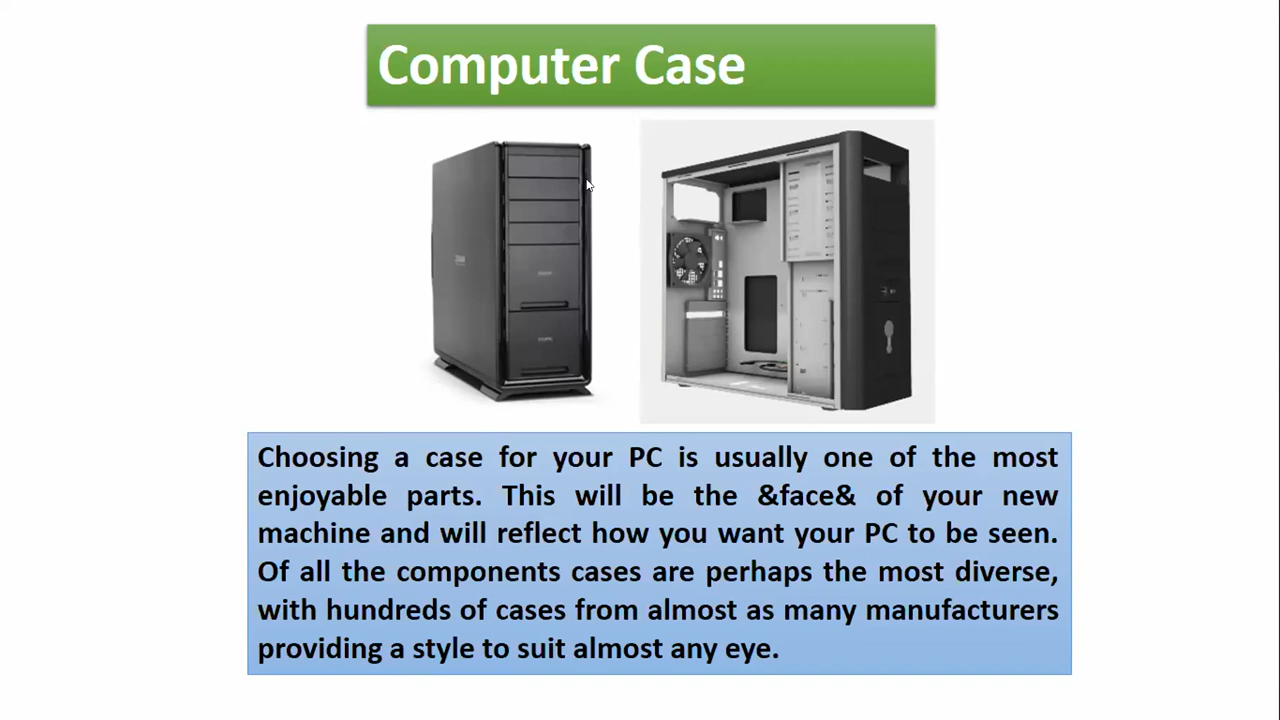 Computer Case
Choosing a case for your PC is usually one of the most
enjoyable parts. This will be the &face& of your new
machine and will reflect how you want your PC to be seen.
Of all the components cases are perhaps the most diverse,
with hundreds of cases from almost as many manufacturers
providing a style to suit almost any eye.